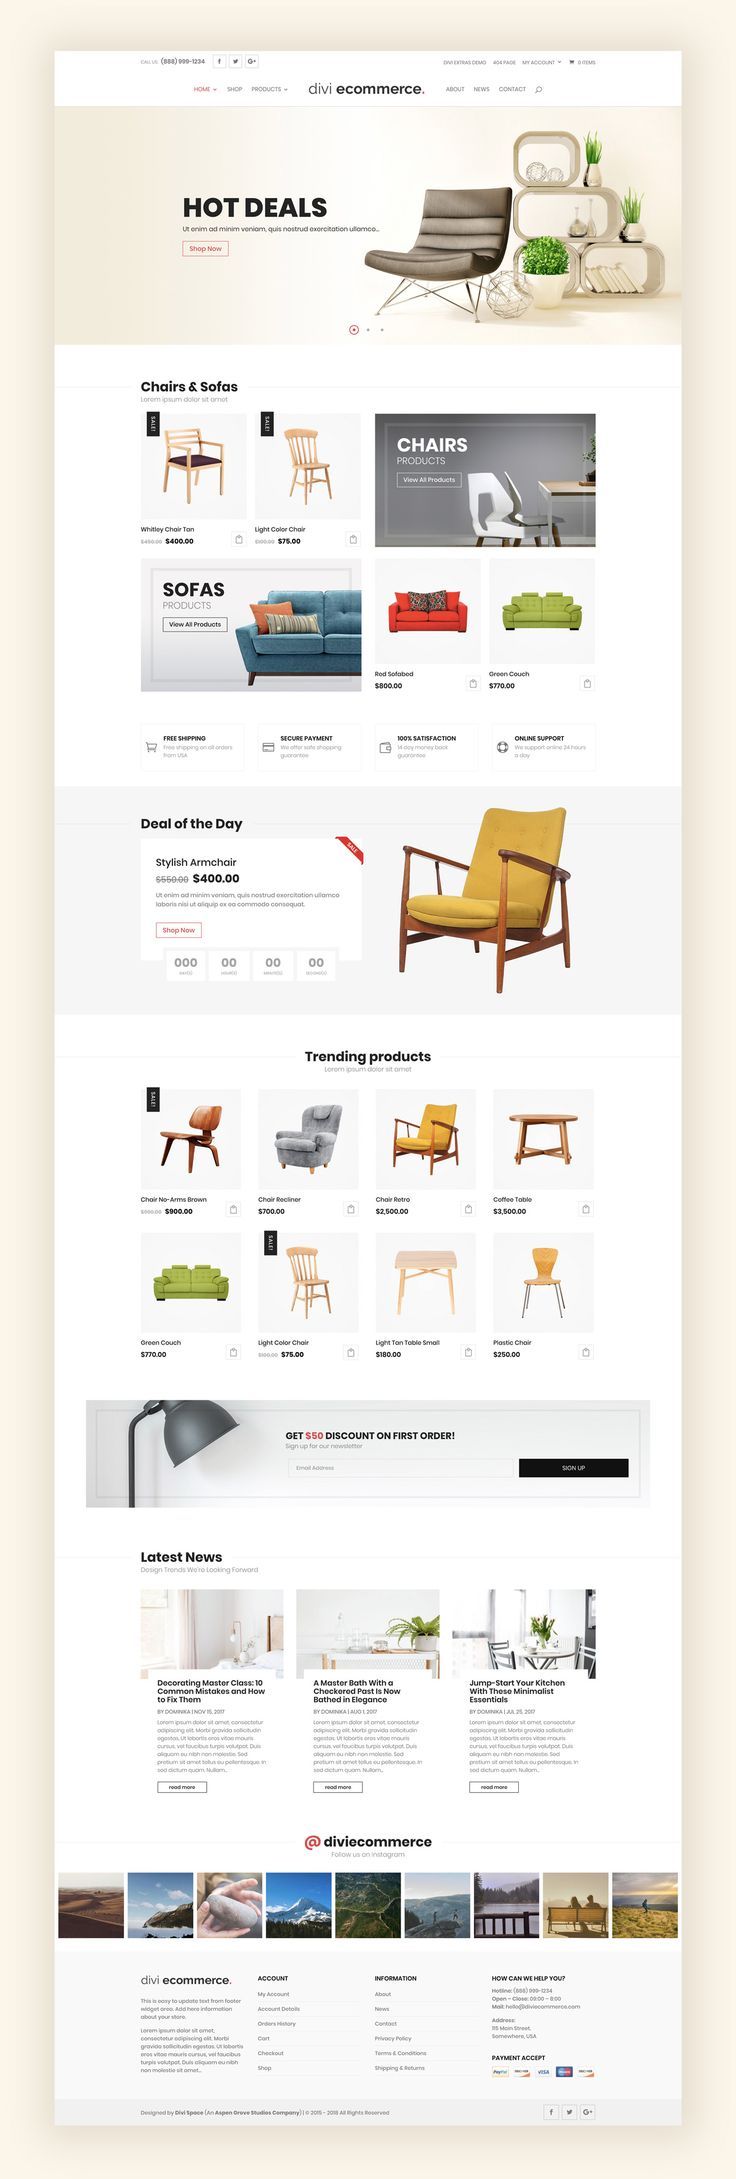 CALL US: (888) 999-1234
DIVI EXTRAS DEMO 404 PAGE MY ACCOUNT 0 ITEMS
HOME SHOP PRODUCTS divi ecommerce. ABOUT NEWS CONTACT
HOT DEALS
Ut enim ad minim veniam, quis nostrud exercitation ullamco...
Shop Now
Chairs & Sofas
Lorem ipsum dolor sit amet
SALE!
SALE!
Whitley Chair Tan
$450.00 $400.00
Light Color Chair
$100.00 $75.00
CHAIRS
PRODUCTS
View All Products
SOFAS
PRODUCTS
View All Products
Red Sofabed
$800.00
Green Couch
$770.00
FREE SHIPPING
Free shipping on all orders
from USA
SECURE PAYMENT
We offer safe shopping
guarantee
100% SATISFACTION
14 day money back
guarantee
ONLINE SUPPORT
We support online 24 hours
a day
Deal of the Day
SALE
Stylish Armchair
$550.00 $400.00
Ut enim ad minim veniam, quis nostrud exercitation ullamco
laboris nisi ut aliquip ex ea commodo consequat.
Shop Now
000 00 00 00
DAY(S) HOUR(S) MINUTE(S) SECOND(S)
Trending products
Lorem ipsum dolor sit amet
SALE!
Chair No-Arms Brown
$900.00
Chair Recliner
$700.00
Chair Retro
$2,500.00
Coffee Table
$3,500.00
SALE!
Green Couch
$770.00
Light Color Chair
$100.00 $75.00
Light Tan Table Small
$180.00
Plastic Chair
$250.00
GET $50 DISCOUNT ON FIRST ORDER!
Sign up for our newsletter
Email Address
SIGN UP
Latest News
Design Trends We're Looking Forward
Decorating Master Class: 10
Common Mistakes and How
to Fix Them
BY DOMINIKA | NOV 15, 2017
Lorem ipsum dolor sit amet, consectetur
adipiscing elit. Morbi gravida sollicitudin
egestas. Ut lobortis eros vitae mauris
cursus, vel faucibus turpis volutpat. Duis
aliquam eu nibh non molestie. Sed
pretium sit amet tellus eu pellentesque. In
sed dictum quam. Nullam...
read more
A Master Bath With a
Checkered Past Is Now
Bathed in Elegance
BY DOMINIKA | AUG 1, 2017
Lorem ipsum dolor sit amet, consectetur
adipiscing elit. Morbi gravida sollicitudin
egestas. Ut lobortis eros vitae mauris
cursus, vel faucibus turpis volutpat. Duis
aliquam eu nibh non molestie. Sed
pretium sit amet tellus eu pellentesque. In
sed dictum quam. Nullam...
read more
Jump-Start Your Kitchen
With These Minimalist
Essentials
BY DOMINIKA | JUL 25, 2017
Lorem ipsum dolor sit amet, consectetur
adipiscing elit. Morbi gravida sollicitudin
egestas. Ut lobortis eros vitae mauris
cursus, vel faucibus turpis volutpat. Duis
aliquam eu nibh non molestie. Sed
pretium sit amet tellus eu pellentesque. In
sed dictum quam. Nullam...
read more
@ diviecommerce
Follow us on Instagram
divi ecommerce.
This is easy to update text from footer
widget area. Add here information
about your store.
Lorem ipsum dolor sit amet,
consectetur adipiscing elit. Morbi
gravida sollicitudin egestas. Ut
lobortis eros vitae mauris cursus, vel
faucibus turpis volutpat. Duis
turpis volutpat. Duis aliquam eu nibh
non molestie sit amet...
ACCOUNT
My Account
Account Details
Orders History
Cart
Checkout
Shop
INFORMATION
About
News
Contact
Privacy Policy
Terms & Conditions
Shipping & Returns
HOW CAN WE HELP YOU?
Hotline: (888) 999-1234
Open – Close: 09:00 – 8:00
Mail: hello@diviecommerce.com
Address:
115 Main Street,
Somewhere, USA
PAYMENT ACCEPT
PayPal DISCOVER VISA DISCOVER
Designed by Divi Space (An Aspen Grove Studios Company) | © 2015 - 2018 All Rights Reserved